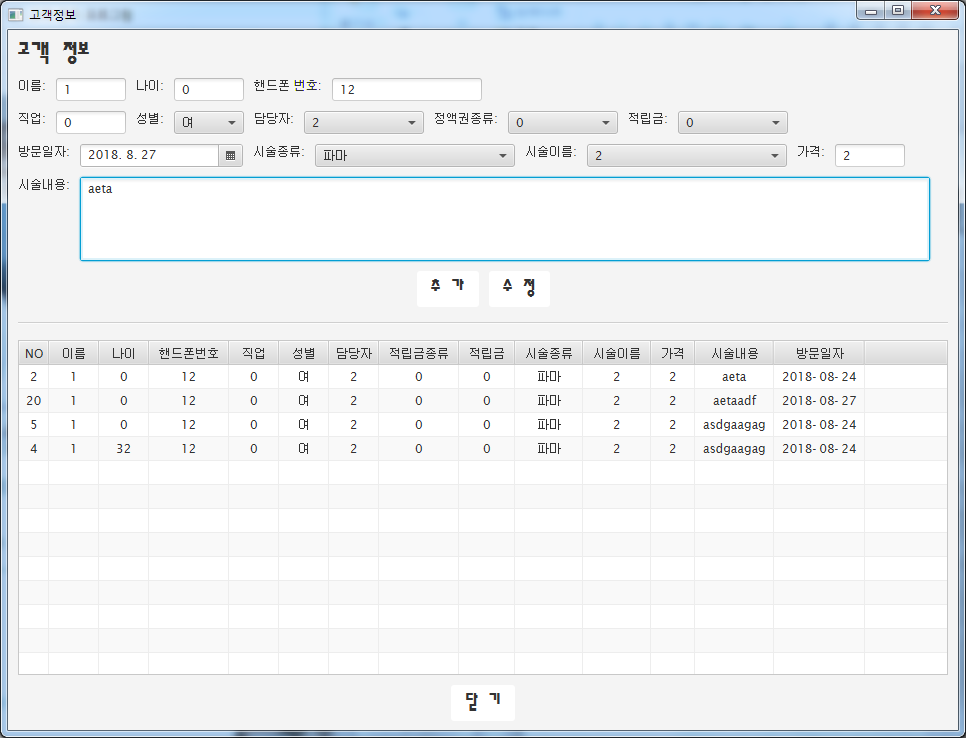 고객정보
고객 정보
이름: 1 나이: 0 핸드폰 번호: 12
직업: 0 성별: 여 담당자: 2 정액권종류: 0 적립금: 0
방문일자: 2018. 8. 27 시술종류: 파마 시술이름: 2 가격: 2
시술내용: aeta
추 가 수 정
NO 이름 나이 핸드폰번호 직업 성별 담당자 적립금종류 적립금 시술종류 시술이름 가격 시술내용 방문일자
2 1 0 12 0 여 2 0 0 파마 2 2 aeta 2018-08-24
20 1 0 12 0 여 2 0 0 파마 2 2 aetaadf 2018-08-27
5 1 0 12 0 여 2 0 0 파마 2 2 asdgaagag 2018-08-24
4 1 32 12 0 여 2 0 0 파마 2 2 asdgaagag 2018-08-24
닫 기